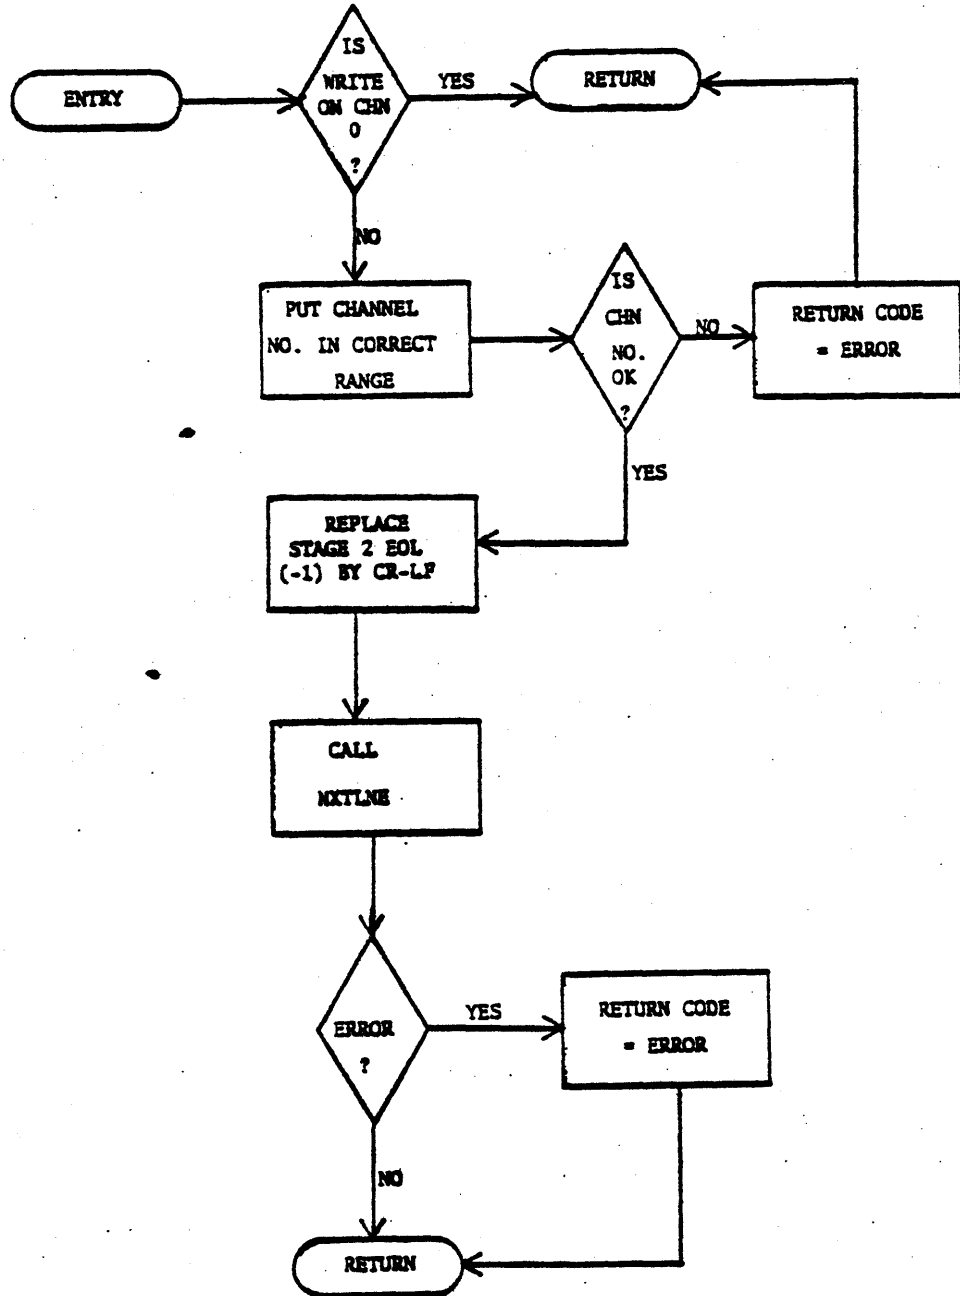 ENTRY
IS
WRITE
ON CHN
0
?
YES
RETURN
NO
PUT CHANNEL
NO. IN CORRECT
RANGE
IS
CHN
NO.
OK
?
NO
RETURN CODE
= ERROR
YES
REPLACE
STAGE 2 EOL
(-1) BY CR-LF
CALL
NXTLNE
ERROR
?
YES
RETURN CODE
= ERROR
NO
RETURN